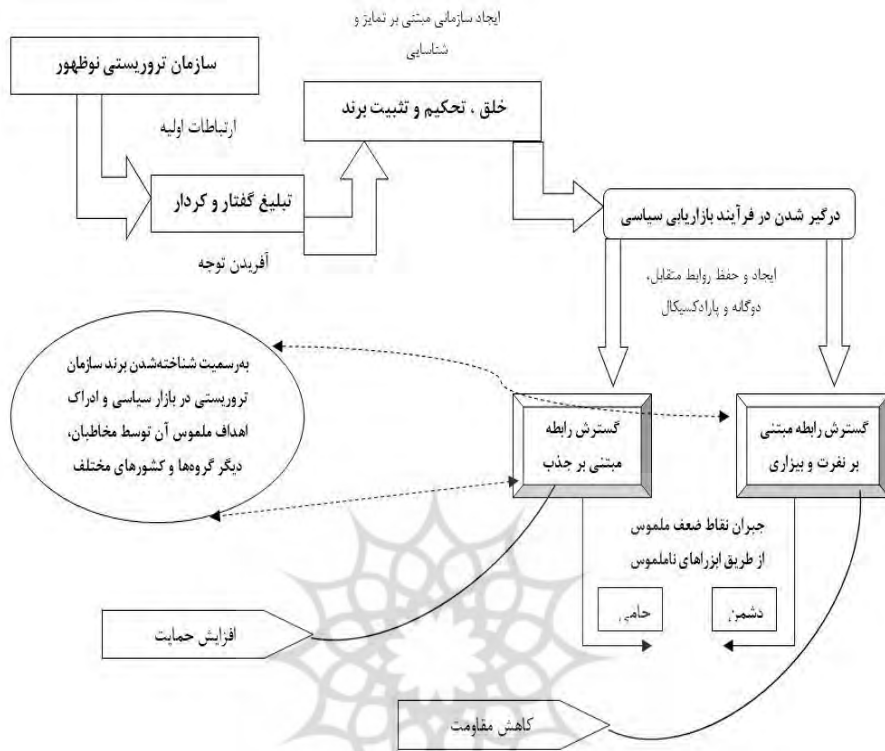 ایجاد سازمانی مبتنی بر تمایز و
شناسایی
سازمان تروریستی نوظهور
خلق ، تحکیم و تثبیت برند
ارتباطات اولیه
تبلیغ گفتار و کردار
آفریدن توجه
درگیر شدن در فرآیند بازاریابی سیاسی
ایجاد و حفظ روابط متقابل،
دوگانه و پارادکسیکال
به‌رسمیت شناخته‌شدن برند سازمان
تروریستی در بازار سیاسی و ادراک
اهداف ملموس آن توسط مخاطبان،
دیگر گروه‌ها و کشورهای مختلف
گسترش رابطه مبتنی
بر نفرت و بیزاری
گسترش رابطه
مبتنی بر جذب
جبران نقاط ضعف ملموس
از طریق ابزراهای ناملموس
دشمن
حامی
افزایش حمایت
کاهش مقاومت